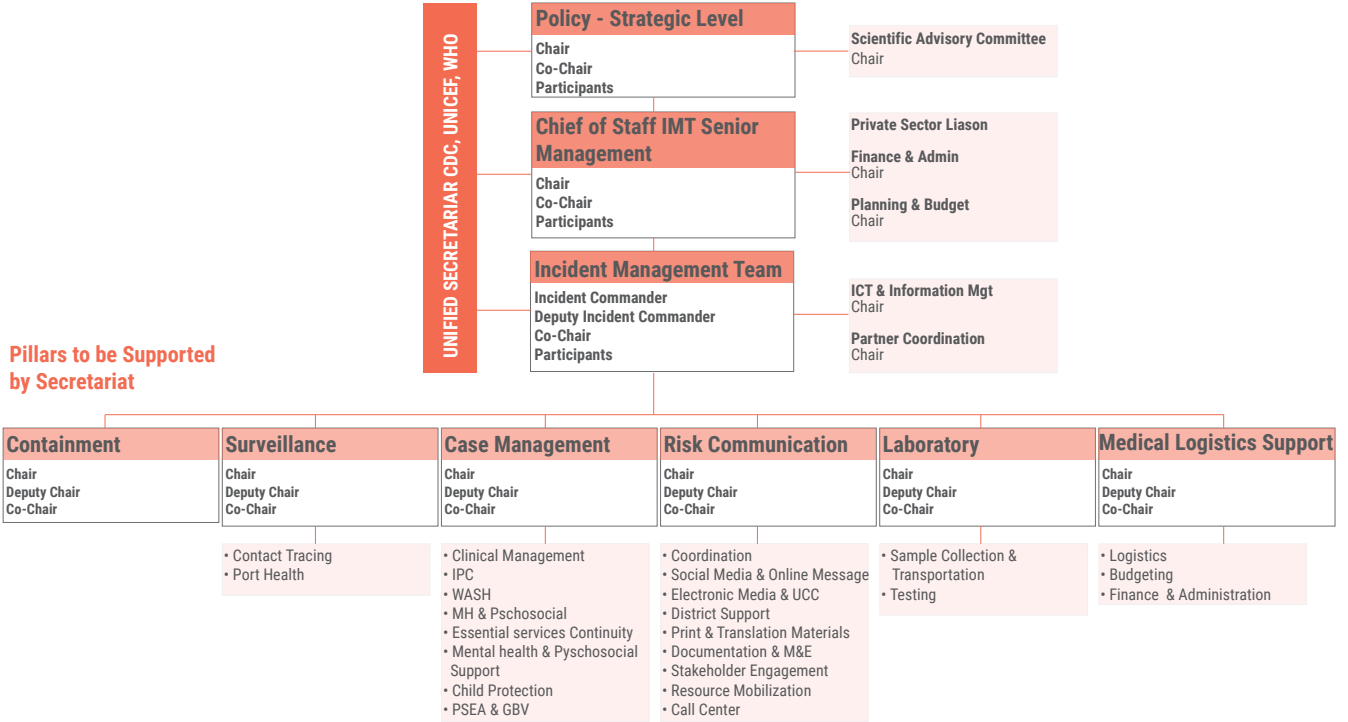 UNIFIED SECRETARIAR CDC, UNICEF, WHO
Policy - Strategic Level
Chair
Co-Chair
Participants
Scientific Advisory Committee
Chair
Chief of Staff IMT Senior
Management
Chair
Co-Chair
Participants
Private Sector Liason
Finance & Admin
Chair
Planning & Budget
Chair
Incident Management Team
Incident Commander
Deputy Incident Commander
Co-Chair
Participants
ICT & Information Mgt
Chair
Partner Coordination
Chair
Pillars to be Supported
by Secretariat
Containment
Chair
Deputy Chair
Co-Chair
Surveillance
Chair
Deputy Chair
Co-Chair
• Contact Tracing
• Port Health
Case Management
Chair
Deputy Chair
Co-Chair
• Clinical Management
• IPC
• WASH
• MH & Pschosocial
• Essential services Continuity
• Mental health & Pyschosocial
Support
• Child Protection
• PSEA & GBV
Risk Communication
Chair
Deputy Chair
Co-Chair
• Coordination
• Social Media & Online Message
• Electronic Media & UCC
• District Support
• Print & Translation Materials
• Documentation & M&E
• Stakeholder Engagement
• Resource Mobilization
• Call Center
Laboratory
Chair
Deputy Chair
Co-Chair
• Sample Collection &
Transportation
• Testing
Medical Logistics Support
Chair
Deputy Chair
Co-Chair
• Logistics
• Budgeting
• Finance & Administration